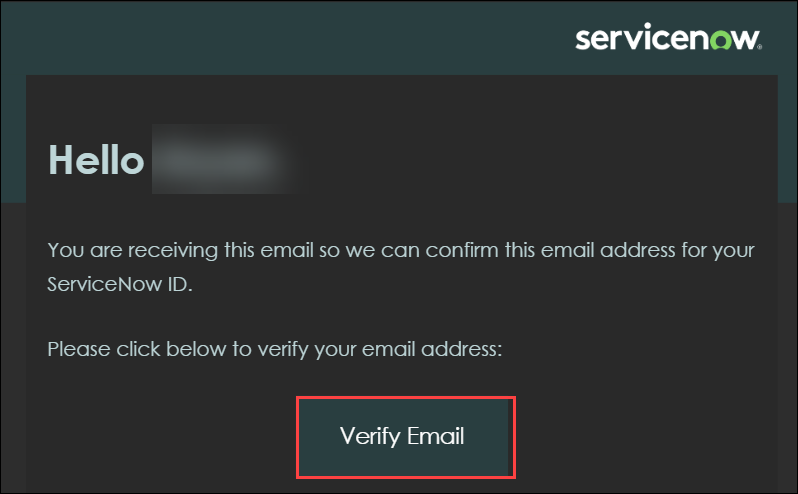 servicenow
Hello
You are receiving this email so we can confirm this email address for your
ServiceNow ID.
Please click below to verify your email address:
Verify Email